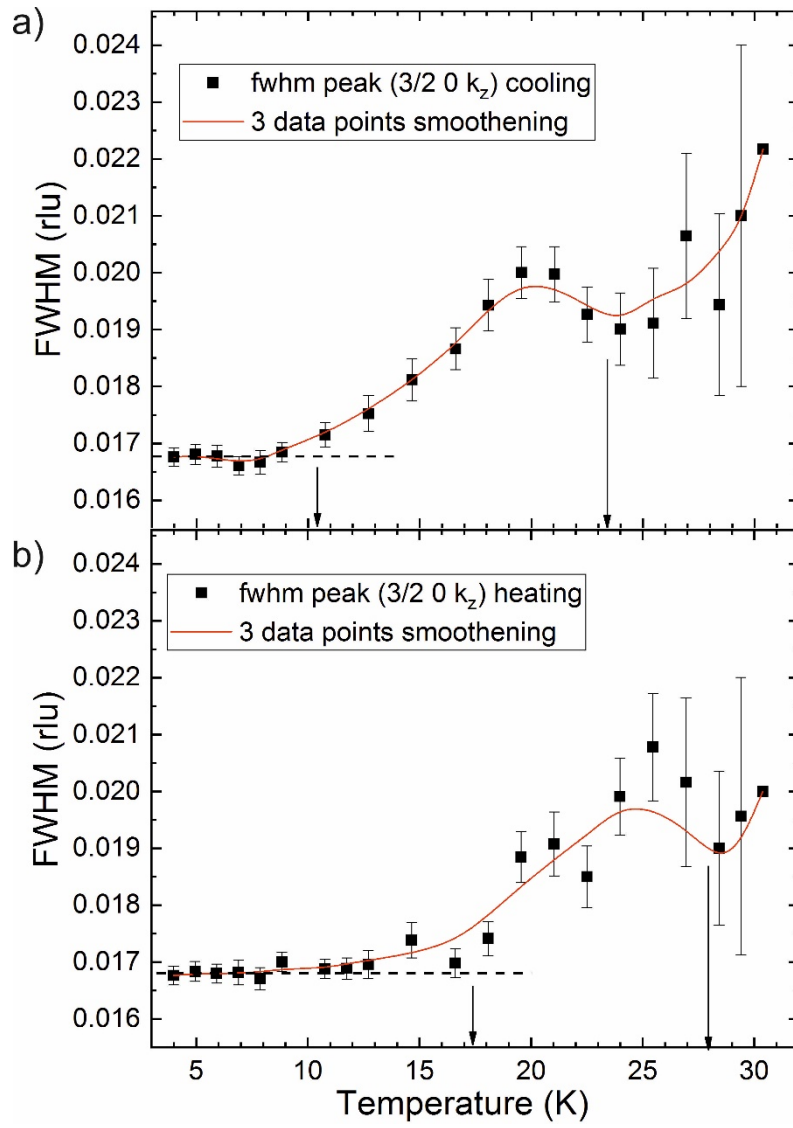 a)
0.024
0.023
0.022
0.021
0.020
0.019
0.018
0.017
0.016
FWHM (rlu)
fwhm peak (3/2 0 k_z) cooling
3 data points smoothening
b)
0.024
0.023
0.022
0.021
0.020
0.019
0.018
0.017
0.016
FWHM (rlu)
fwhm peak (3/2 0 k_z) heating
3 data points smoothening
5 10 15 20 25 30
Temperature (K)